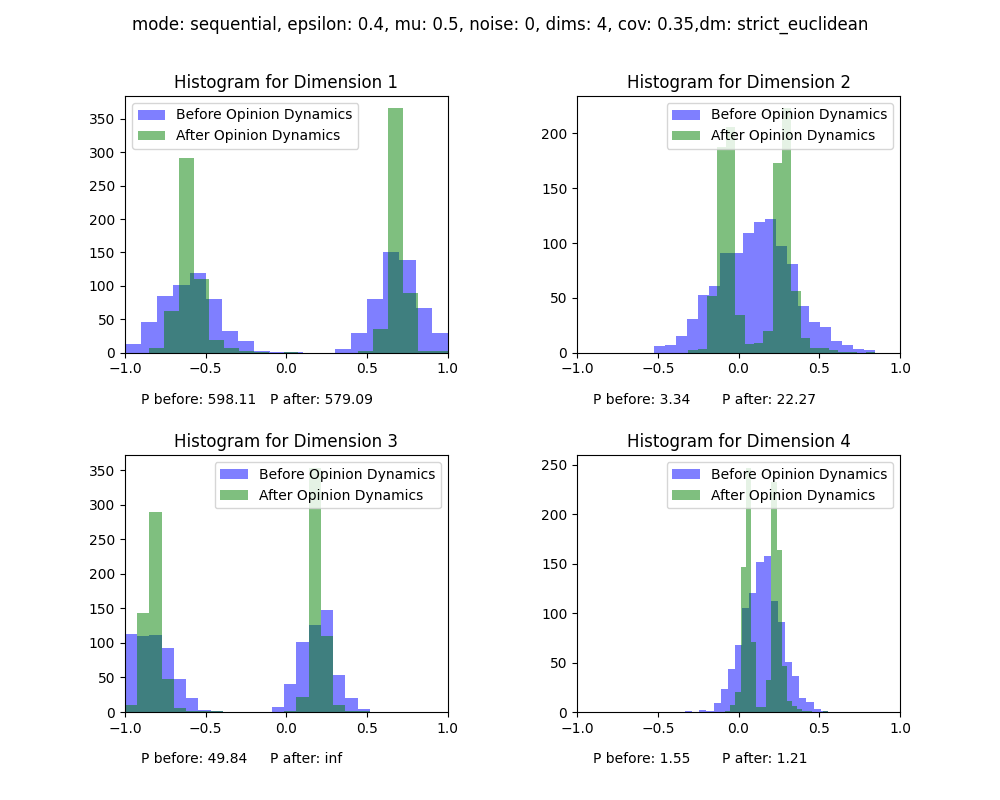 mode: sequential, epsilon: 0.4, mu: 0.5, noise: 0, dims: 4, cov: 0.35,dm: strict_euclidean
Histogram for Dimension 1
Before Opinion Dynamics
After Opinion Dynamics
350
300
250
200
150
100
50
0
−1.0 −0.5 0.0 0.5 1.0
P before: 598.11 P after: 579.09
Histogram for Dimension 2
Before Opinion Dynamics
After Opinion Dynamics
200
150
100
50
0
−1.0 −0.5 0.0 0.5 1.0
P before: 3.34 P after: 22.27
Histogram for Dimension 3
Before Opinion Dynamics
After Opinion Dynamics
350
300
250
200
150
100
50
0
−1.0 −0.5 0.0 0.5 1.0
P before: 49.84 P after: inf
Histogram for Dimension 4
Before Opinion Dynamics
After Opinion Dynamics
250
200
150
100
50
0
−1.0 −0.5 0.0 0.5 1.0
P before: 1.55 P after: 1.21